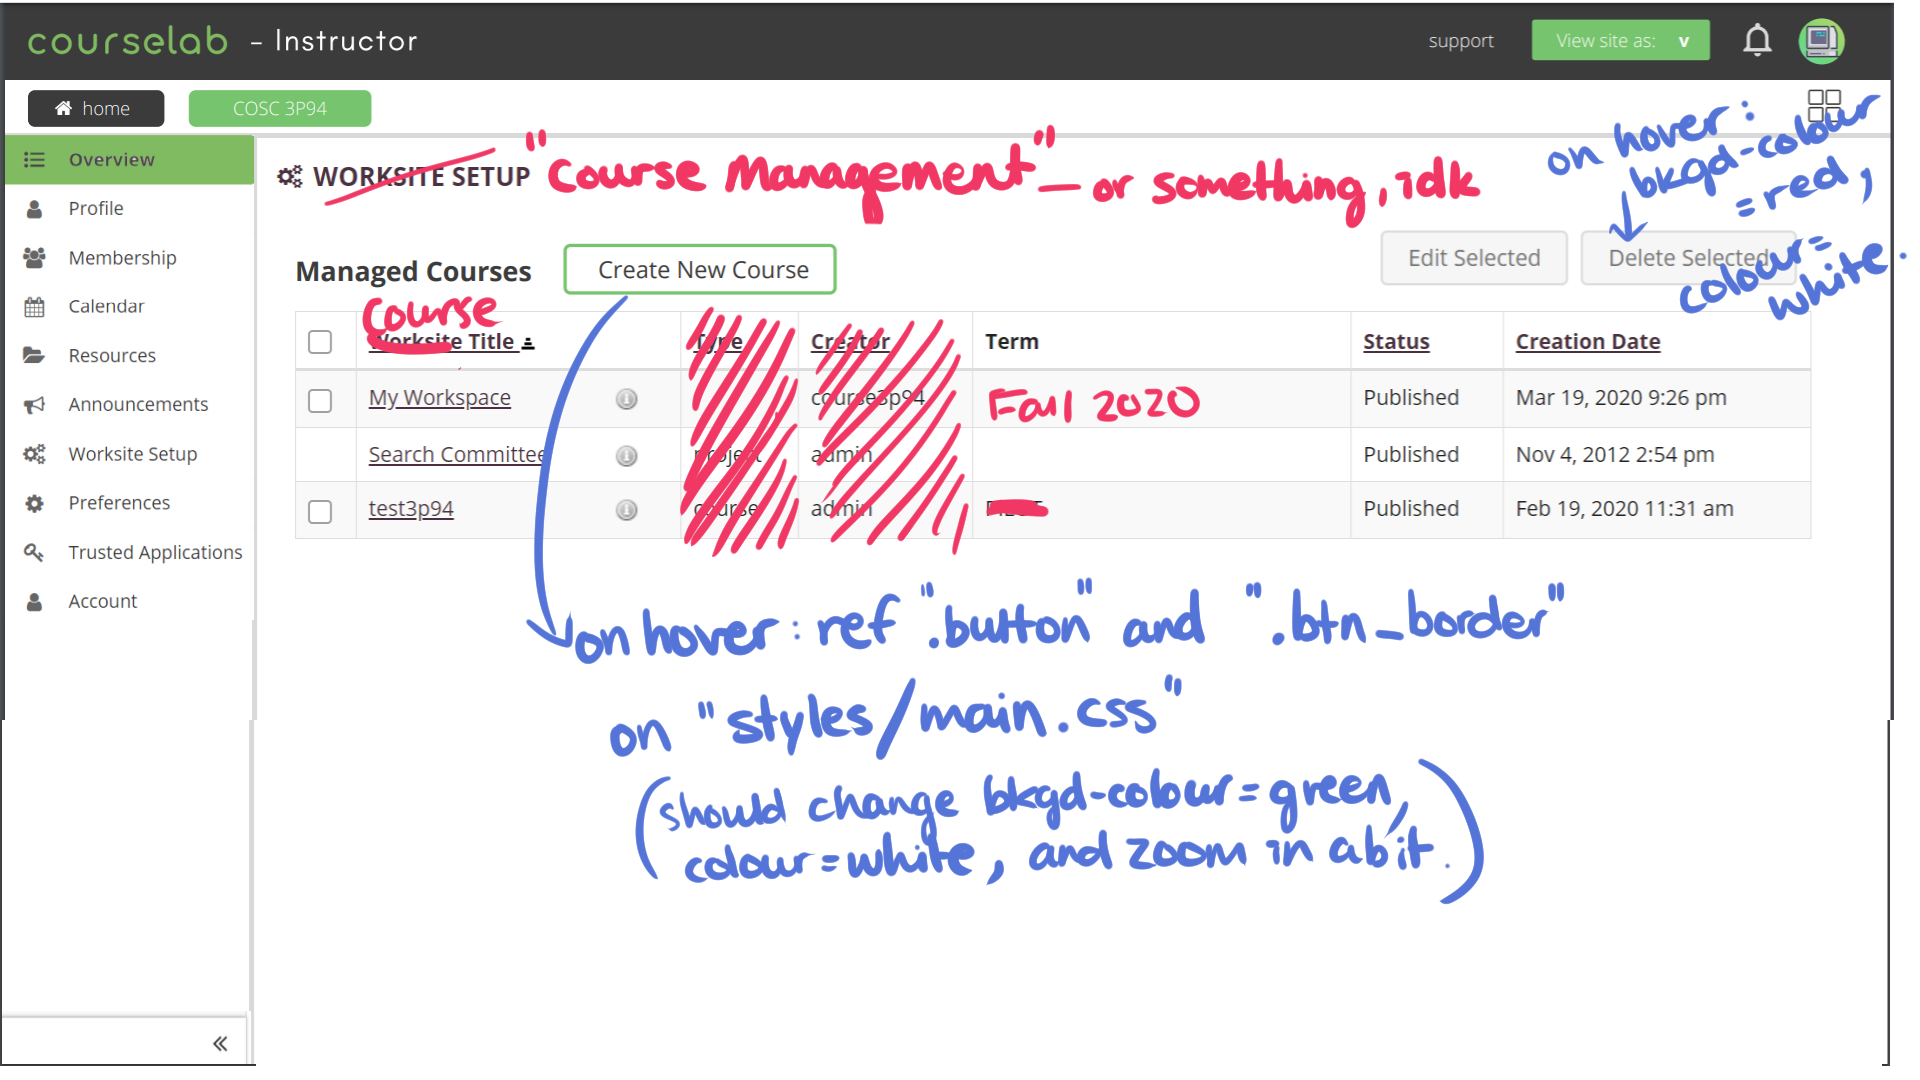 courselab - Instructor
support
View site as: v
home
COSC 3P94
on hover:
bkgd-colour
=red;
colour=
white.
Overview
Profile
Membership
Calendar
Resources
Announcements
Worksite Setup
Preferences
Trusted Applications
Account
«
WORKSITE SETUP "Course Management" - or something, idk
Managed Courses
Create New Course
Edit Selected
Delete Selected
Course
Worksite Title Type Creator Term Status Creation Date
My Workspace course3p94 Fall 2020 Published Mar 19, 2020 9:26 pm
Search Committee project admin Published Nov 4, 2012 2:54 pm
test3p94 course admin Published Feb 19, 2020 11:31 am
on hover: ref ".button" and ".btn_border"
on "styles/main.css"
(should change bkgd-colour=green,
colour=white, and zoom in a bit.)